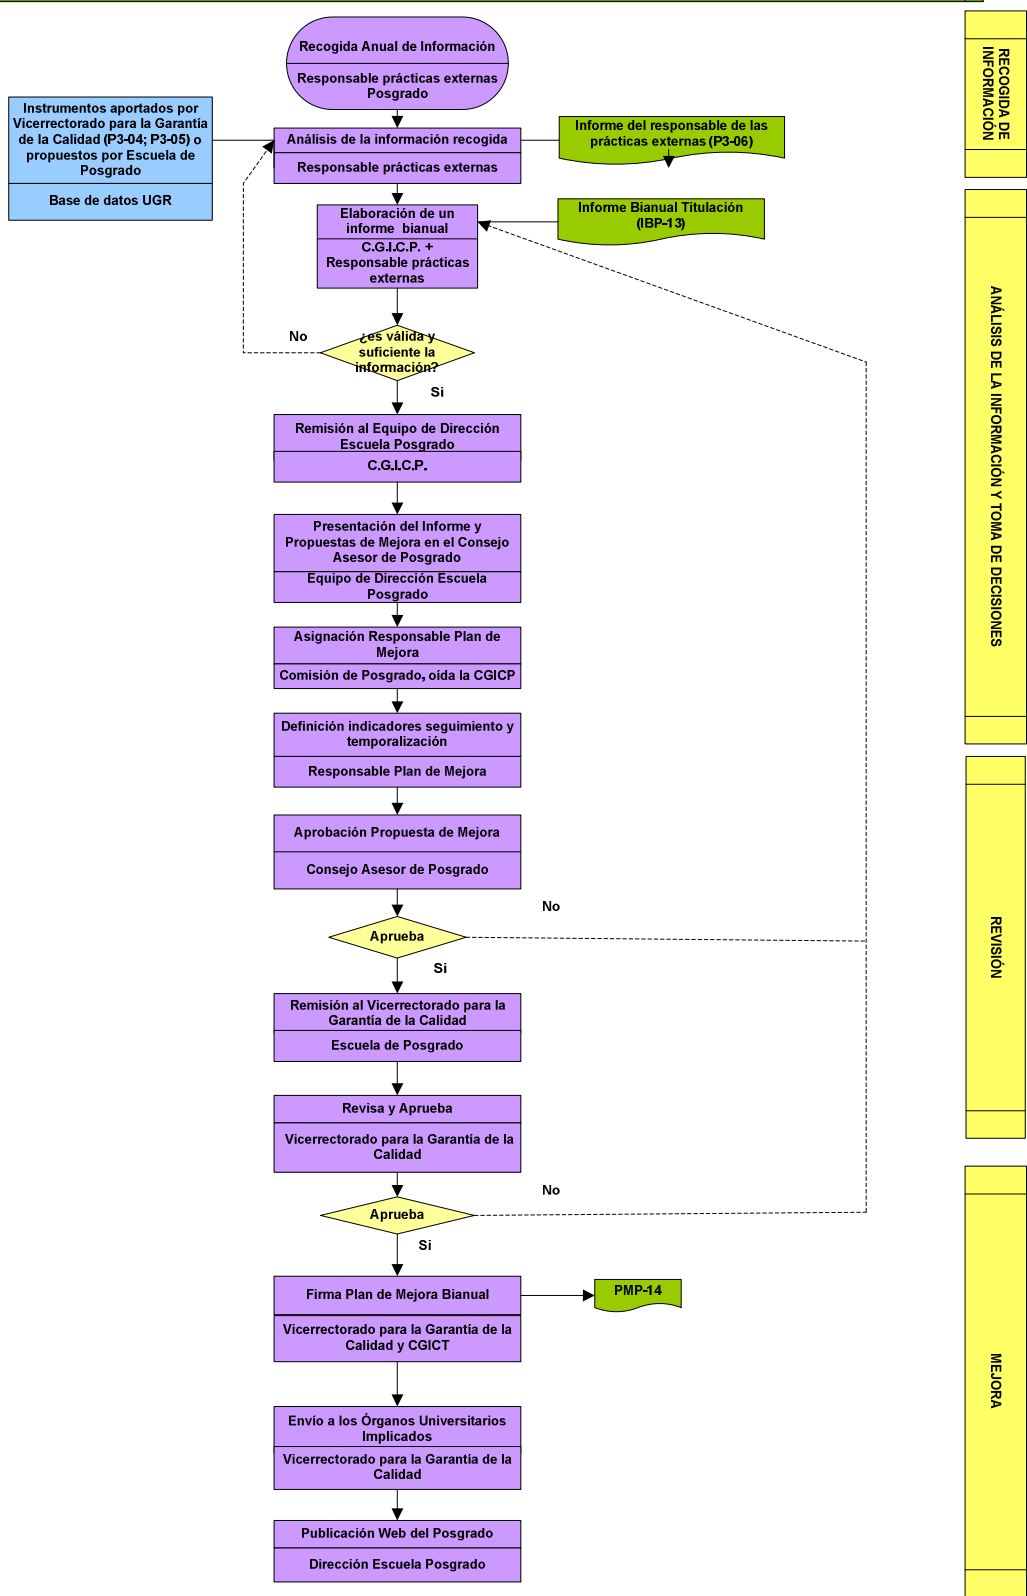 Recogida Anual de Información
Responsable prácticas externas
Posgrado
RECOGIDA DE
INFORMACIÓN
Instrumentos aportados por
Vicerrectorado para la Garantía
de la Calidad (P3-04; P3-05) o
propuestos por Escuela de
Posgrado
Base de datos UGR
Análisis de la información recogida
Responsable prácticas externas
Informe del responsable de las
prácticas externas (P3-06)
Elaboración de un
informe bianual
C.G.I.C.P. +
Responsable prácticas
externas
Informe Bianual Titulación
(IBP-13)
ANÁLISIS DE LA INFORMACIÓN Y TOMA DE DECISIONES
No
¿es válida y
suficiente la
información?
Si
Remisión al Equipo de Dirección
Escuela Posgrado
C.G.I.C.P.
Presentación del Informe y
Propuestas de Mejora en el Consejo
Asesor de Posgrado
Equipo de Dirección Escuela
Posgrado
Asignación Responsable Plan de
Mejora
Comisión de Posgrado, oída la CGICP
Definición indicadores seguimiento y
temporalización
Responsable Plan de Mejora
Aprobación Propuesta de Mejora
Consejo Asesor de Posgrado
No
Aprueba
Si
REVISIÓN
Remisión al Vicerrectorado para la
Garantía de la Calidad
Escuela de Posgrado
Revisa y Aprueba
Vicerrectorado para la Garantía de la
Calidad
No
Aprueba
Si
Firma Plan de Mejora Bianual
Vicerrectorado para la Garantía de la
Calidad y CGICT
PMP-14
MEJORA
Envío a los Órganos Universitarios
Implicados
Vicerrectorado para la Garantía de la
Calidad
Publicación Web del Posgrado
Dirección Escuela Posgrado